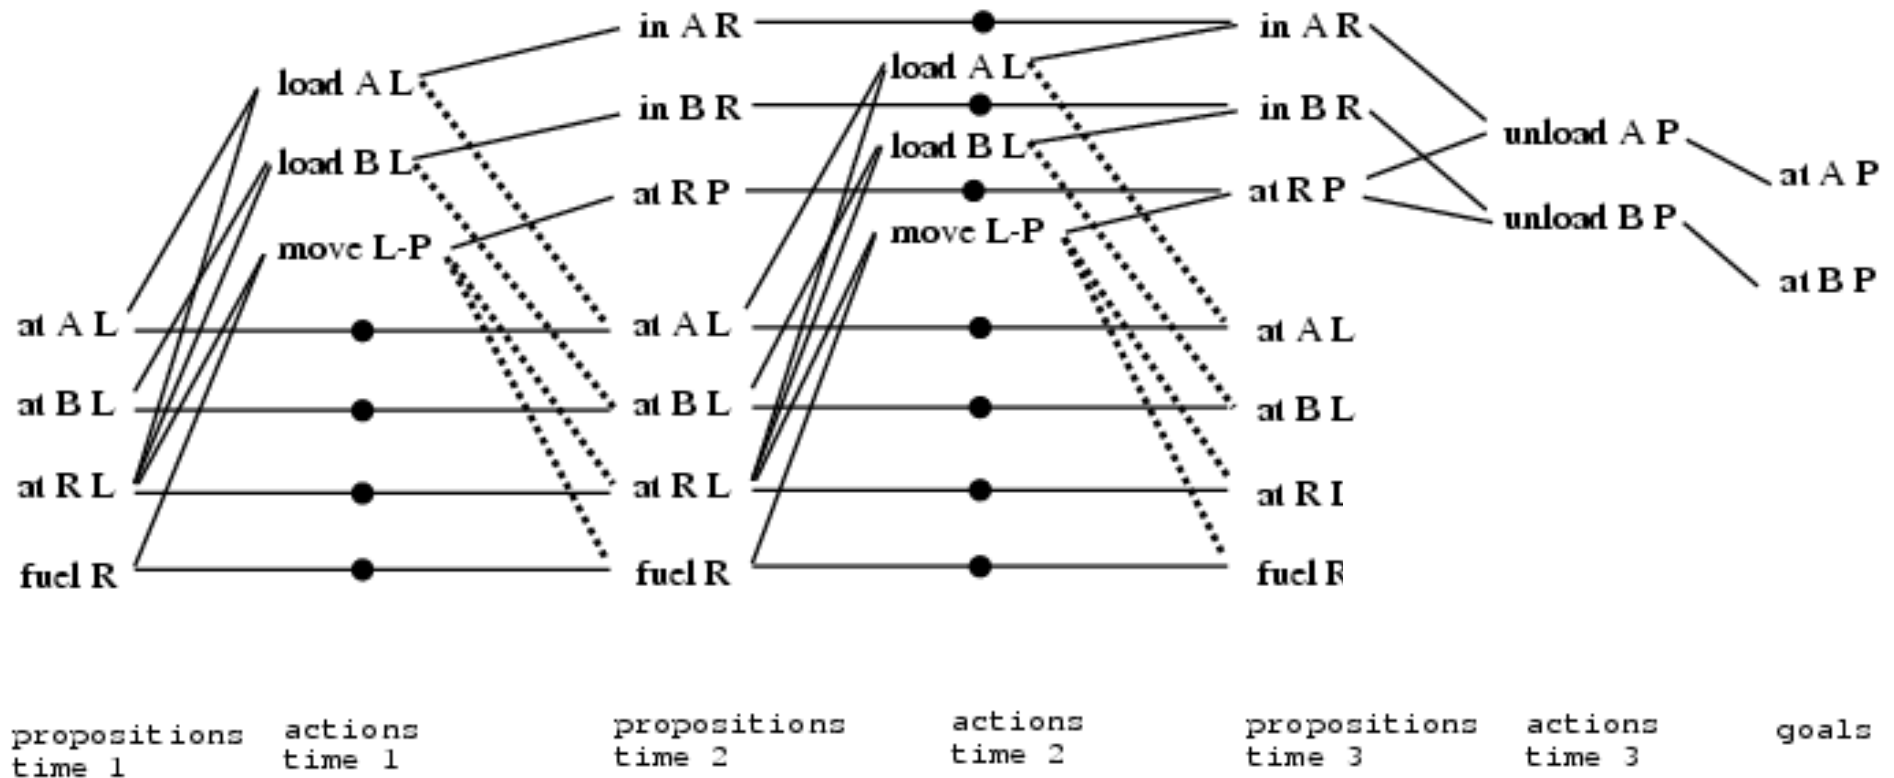 in A R
in A R
load A L
load A L
in B R
in B R
unload A P
load B L
load B L
at A P
at R P
at R P
unload B P
move L-P
move L-P
at B P
at A L
at A L
at A L
at B L
at B L
at B L
at R L
at R L
at R L
fuel R
fuel R
fuel R
propositions
time 1
actions
time 1
propositions
time 2
actions
time 2
propositions
time 3
actions
time 3
goals